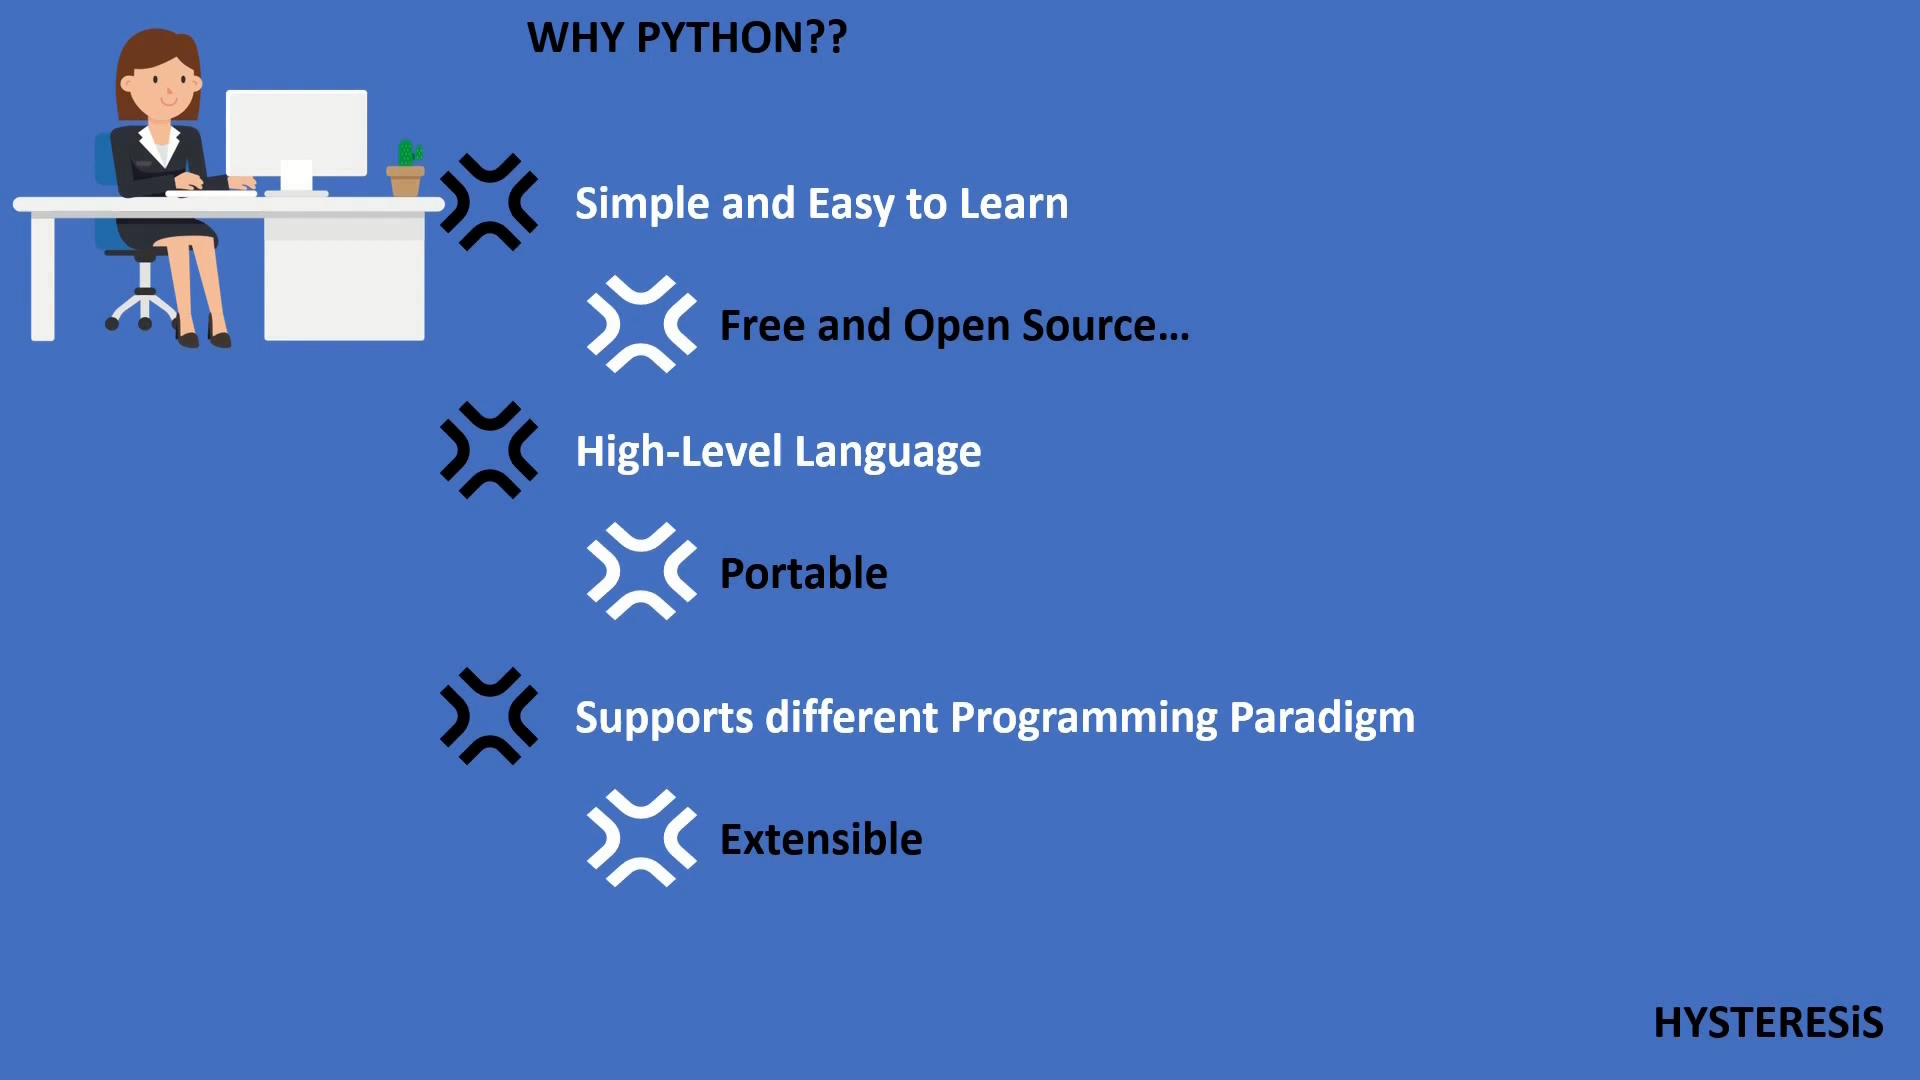 WHY PYTHON??
Simple and Easy to Learn
Free and Open Source...
High-Level Language
Portable
Supports different Programming Paradigm
Extensible
HYSTERESiS